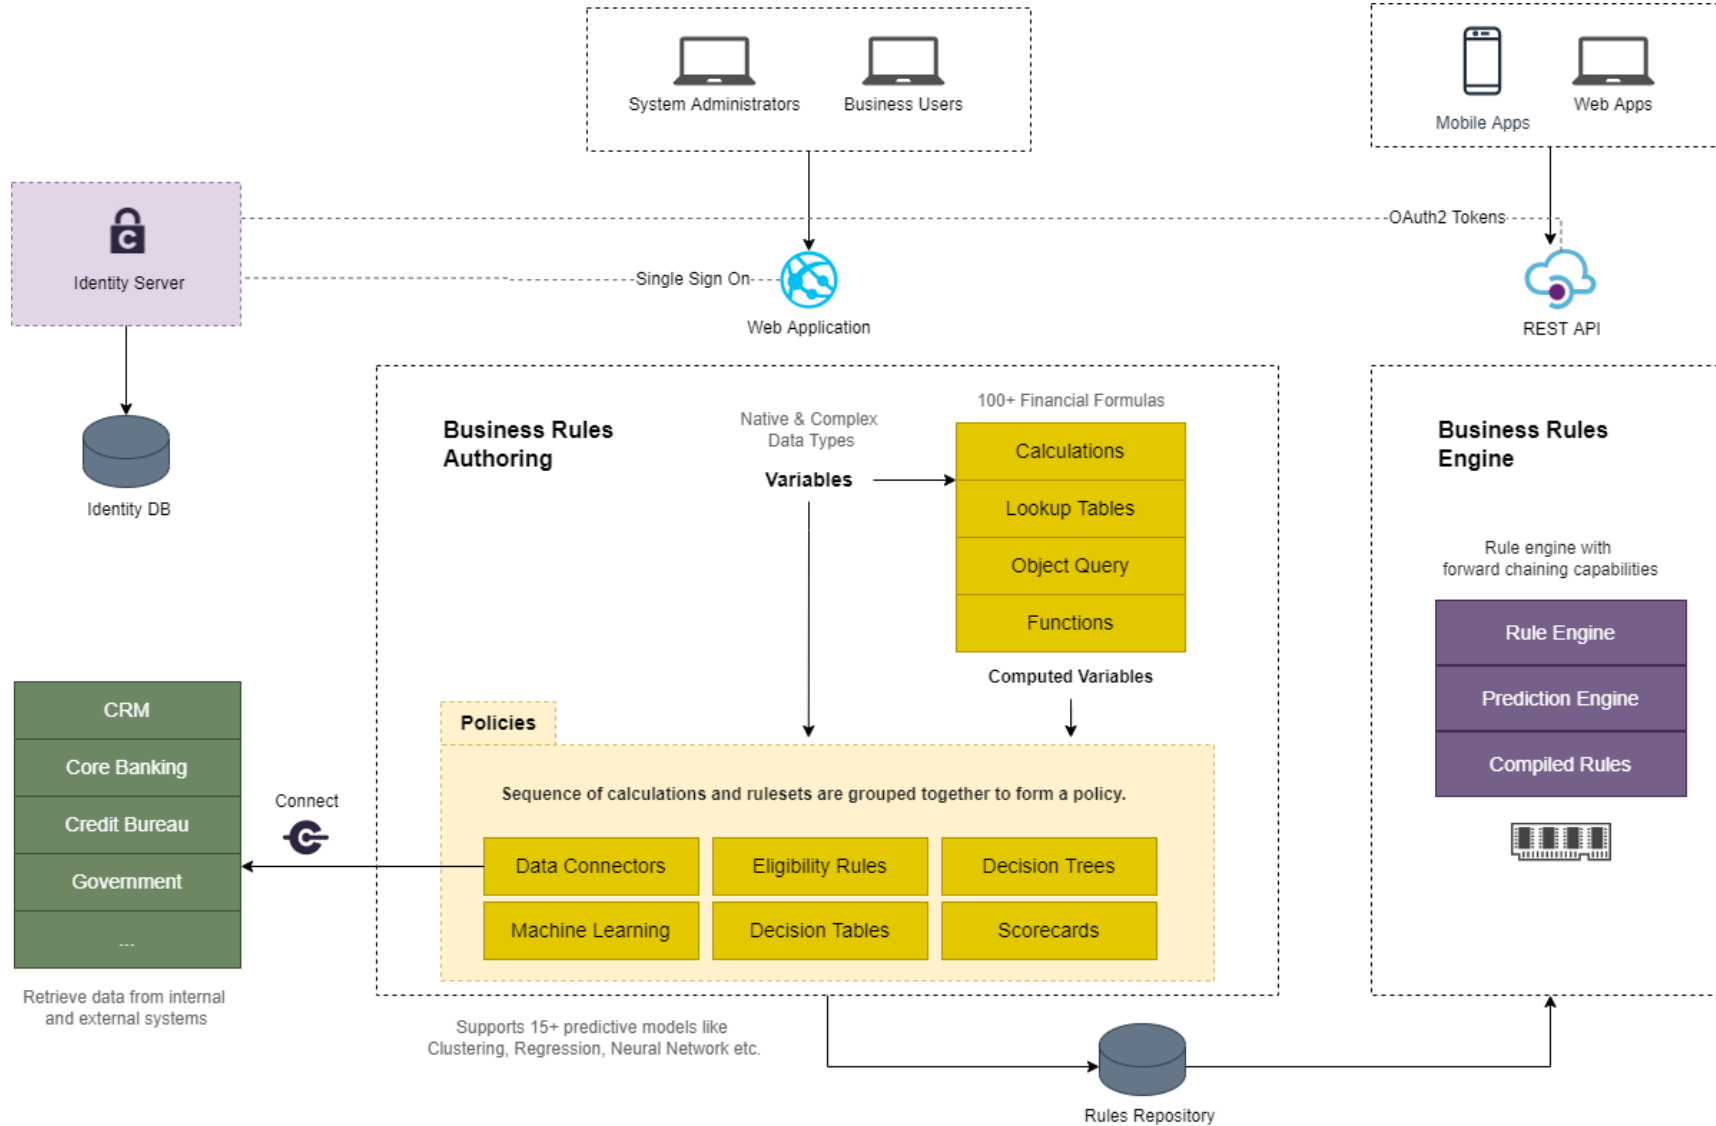 System Administrators
Business Users
Mobile Apps
Web Apps
OAuth2 Tokens
Identity Server
Single Sign On
Web Application
REST API
Identity DB
Business Rules
Authoring
Native & Complex
Data Types
Variables
100+ Financial Formulas
Calculations
Lookup Tables
Object Query
Functions
Computed Variables
Business Rules
Engine
Rule engine with
forward chaining capabilities
Rule Engine
Prediction Engine
Compiled Rules
CRM
Core Banking
Credit Bureau
Government
...
Retrieve data from internal
and external systems
Connect
Policies
Sequence of calculations and rulesets are grouped together to form a policy.
Data Connectors
Eligibility Rules
Decision Trees
Machine Learning
Decision Tables
Scorecards
Supports 15+ predictive models like
Clustering, Regression, Neural Network etc.
Rules Repository